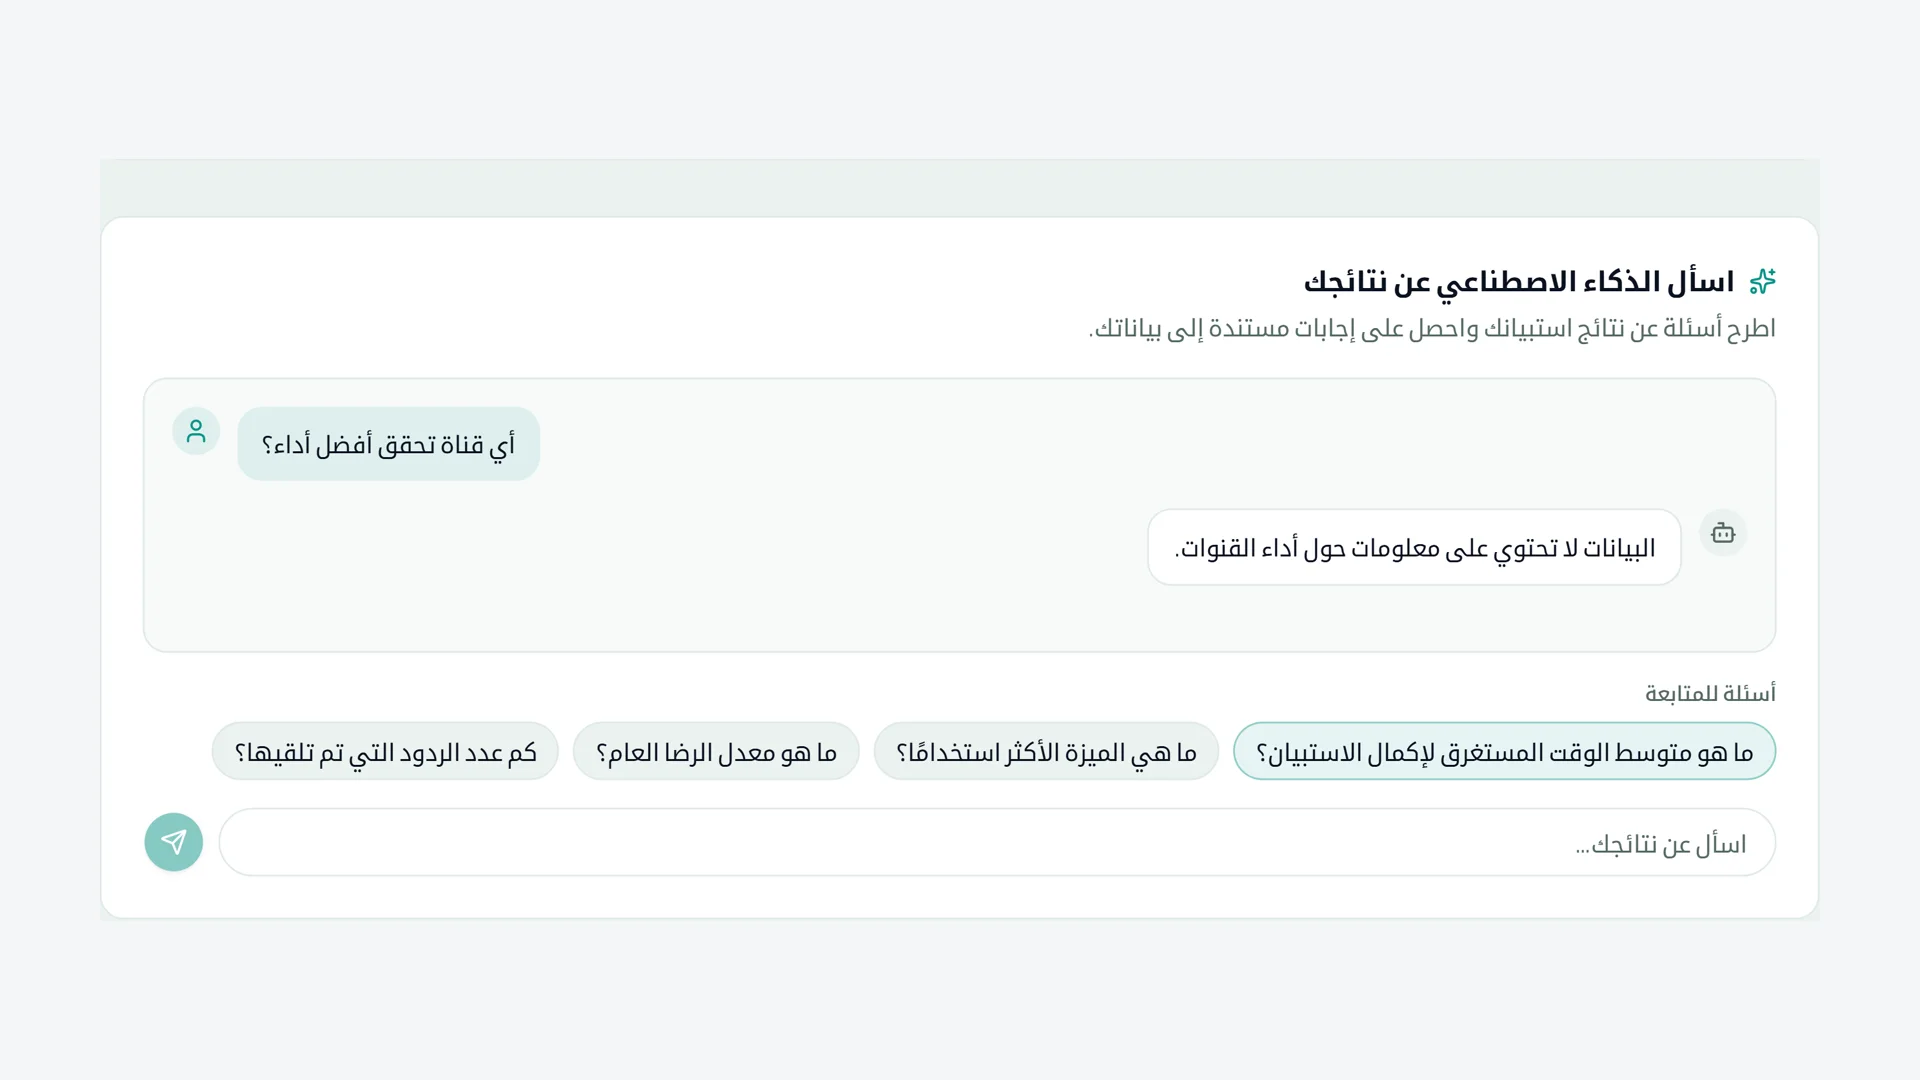 اسأل الذكاء الاصطناعي عن نتائجك
اطرح أسئلة عن نتائج استبيانك واحصل على إجابات مستندة إلى بياناتك.
أي قناة تحقق أفضل أداء؟
البيانات لا تحتوي على معلومات حول أداء القنوات.
أسئلة للمتابعة
ما هو متوسط الوقت المستغرق لإكمال الاستبيان؟
ما هي الميزة الأكثر استخدامًا؟
ما هو معدل الرضا العام؟
كم عدد الردود التي تم تلقيها؟
اسأل عن نتائجك...